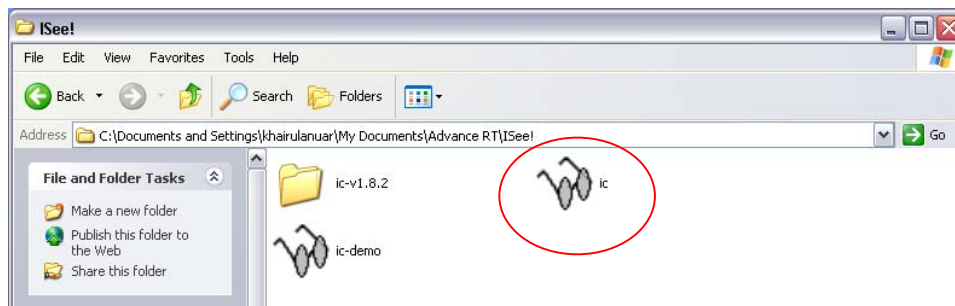 ISee!
File Edit View Favorites Tools Help
Back Search Folders
Address C:\Documents and Settings\khairulanuar\My Documents\Advance RT\ISee! Go
File and Folder Tasks
Make a new folder
Publish this folder to
the Web
Share this folder
ic-v1.8.2 ic
ic-demo